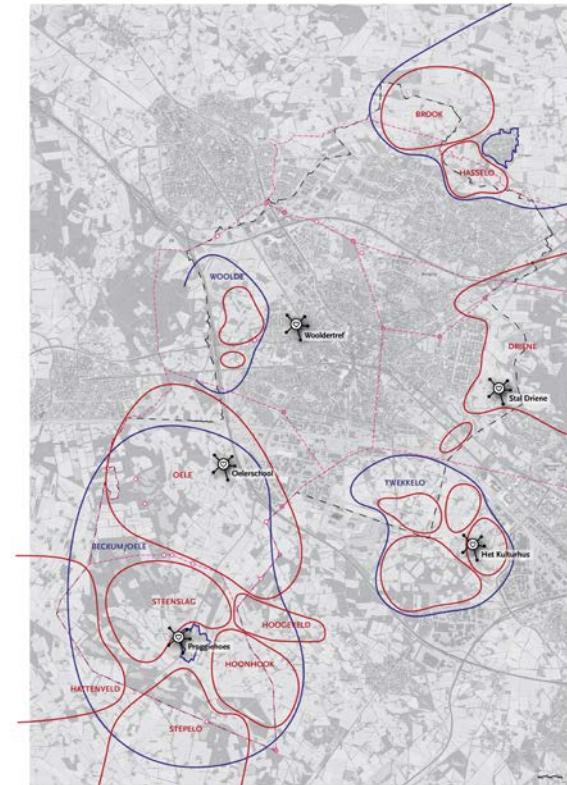 BROOK
HASSELO
WOOLDE
Wooldertref
DRIENE
Stal Driene
OELE
Oelerschool
TWEKKELO
Het Kulturhus
BECKUM/OELE
STEENSLAG
HOOGEVELD
Proggiehoes
HOONHOOK
HATTENVELD
STEPELO